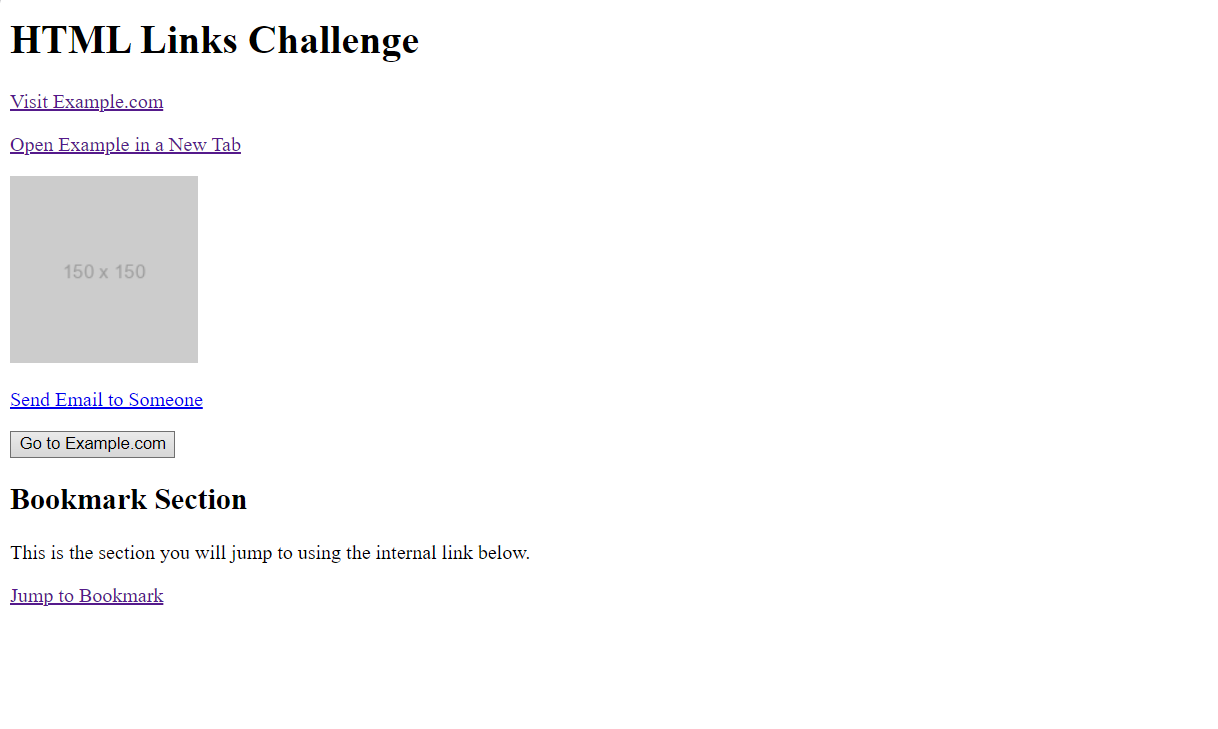 HTML Links Challenge
Visit Example.com
Open Example in a New Tab
150 x 150
Send Email to Someone
Go to Example.com
Bookmark Section
This is the section you will jump to using the internal link below.
Jump to Bookmark